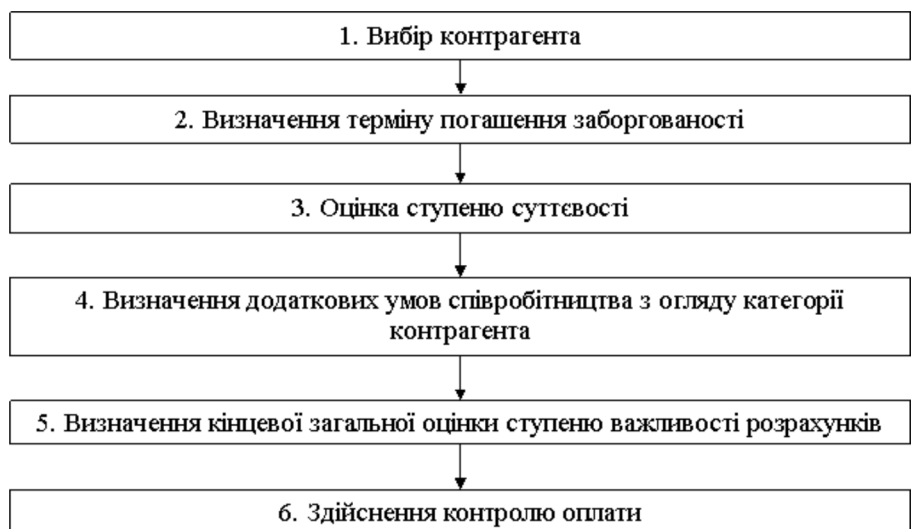 1. Вибір контрагента
2. Визначення терміну погашення заборгованості
3. Оцінка ступеню суттєвості
4. Визначення додаткових умов співробітництва з огляду категорії
контрагента
5. Визначення кінцевої загальної оцінки ступеню важливості розрахунків
6. Здійснення контролю оплати